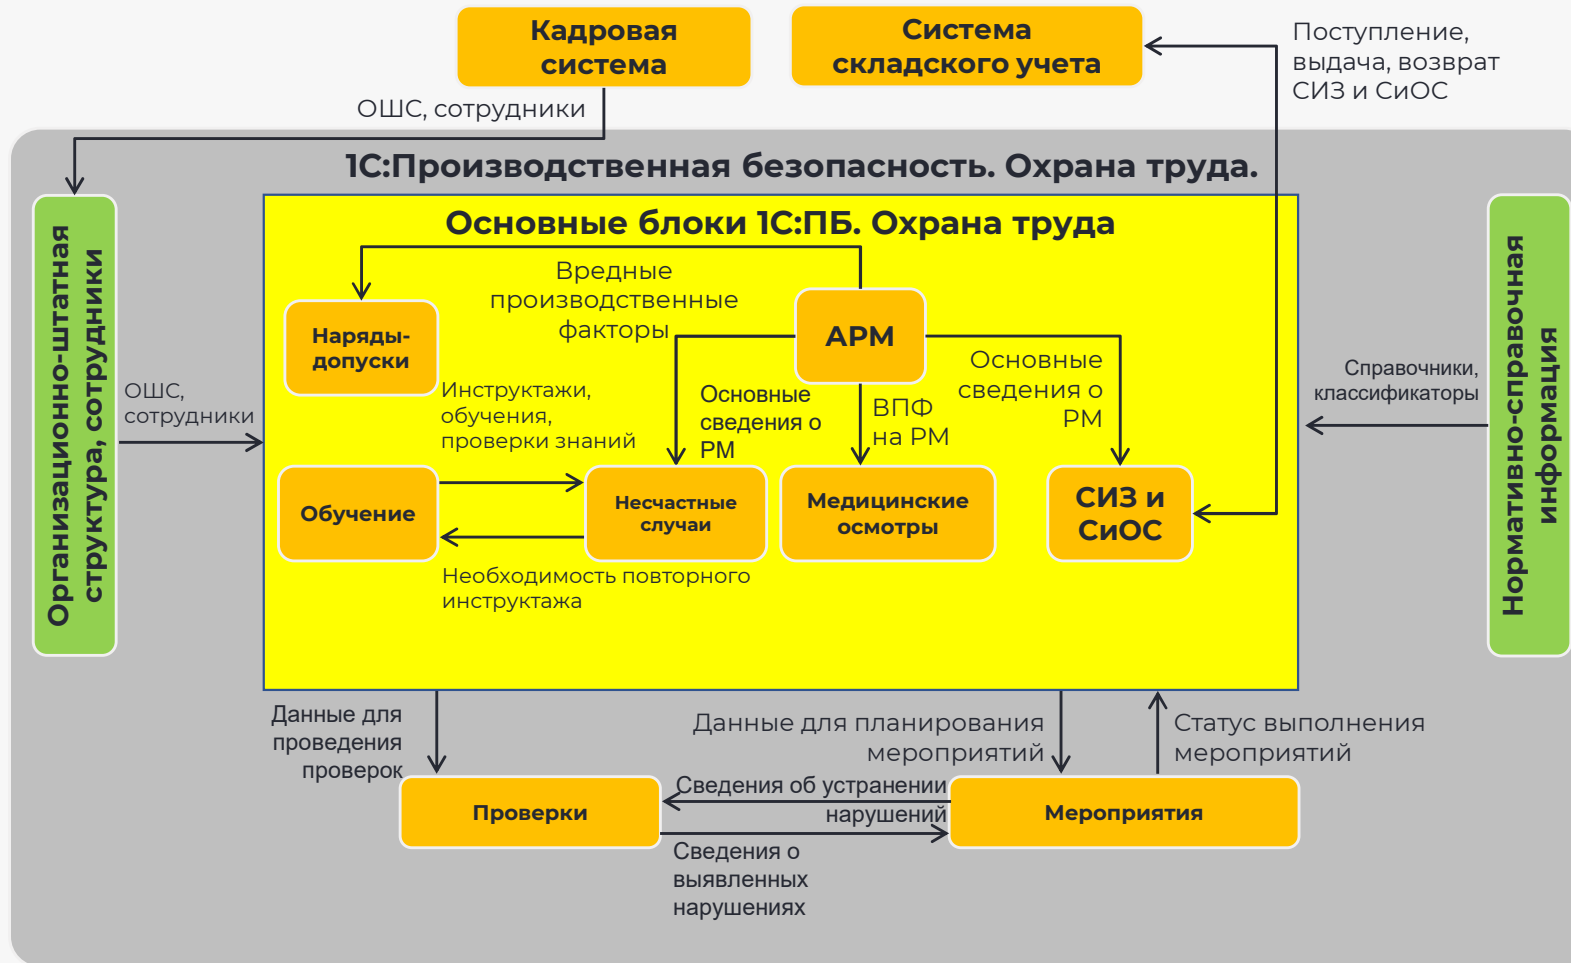 Кадровая
система
Система
складского учета
Поступление,
выдача, возврат
СИЗ и СиОС
ОШС, сотрудники
1С:Производственная безопасность. Охрана труда.
Организационно-штатная
структура, сотрудники
ОШС,
сотрудники
Основные блоки 1С:ПБ. Охрана труда
Вредные
производственные
факторы
Наряды-
допуски
АРМ
Инструктажи,
обучения,
проверки знаний
Основные
сведения о
РМ
ВПФ
на РМ
Основные
сведения о
РМ
Обучение
Несчастные
случаи
Медицинские
осмотры
СИЗ и
СиОС
Необходимость повторного
инструктажа
Справочники,
классификаторы
Нормативно-справочная
информация
Данные для
проведения
проверок
Данные для планирования
мероприятий
Статус выполнения
мероприятий
Проверки
Сведения об устранении
нарушений
Мероприятия
Сведения о
выявленных
нарушениях